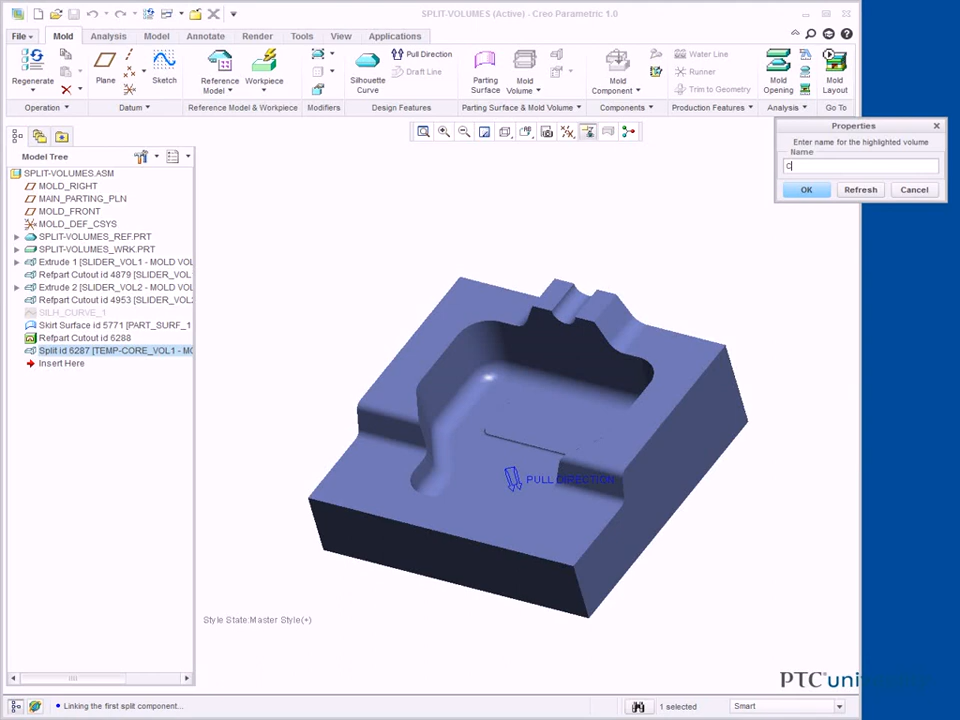 SPLIT-VOLUMES (Active) - Creo Parametric 1.0
File
Mold
Analysis
Model
Annotate
Render
Tools
View
Applications
Regenerate
Plane
Sketch
Reference Model
Workpiece
Silhouette Curve
Pull Direction
Draft Line
Parting Surface
Mold Volume
Mold Component
Water Line
Runner
Trim to Geometry
Mold Opening
Mold Layout
Operation
Datum
Reference Model & Workpiece
Modifiers
Design Features
Parting Surface & Mold Volume
Components
Production Features
Analysis
Go To
Properties
Enter name for the highlighted volume
Name
c
OK
Refresh
Cancel
Model Tree
SPLIT-VOLUMES.ASM
MOLD_RIGHT
MAIN_PARTING_PLN
MOLD_FRONT
MOLD_DEF_CSYS
SPLIT-VOLUMES_REF.PRT
SPLIT-VOLUMES_WRK.PRT
Extrude 1 [SLIDER_VOL1 - MOLD VOL
Refpart Cutout id 4879 [SLIDER_VOL
Extrude 2 [SLIDER_VOL2 - MOLD VOL
Refpart Cutout id 4953 [SLIDER_VOL2
SILH_CURVE_1
Skirt Surface id 5771 [PART_SURF_1
Refpart Cutout id 6288
Split id 6287 [TEMP-CORE_VOL1 - MO
Insert Here
PULL DIRECTION
Style State:Master Style(+)
PTC
Linking the first split component...
1 selected
Smart